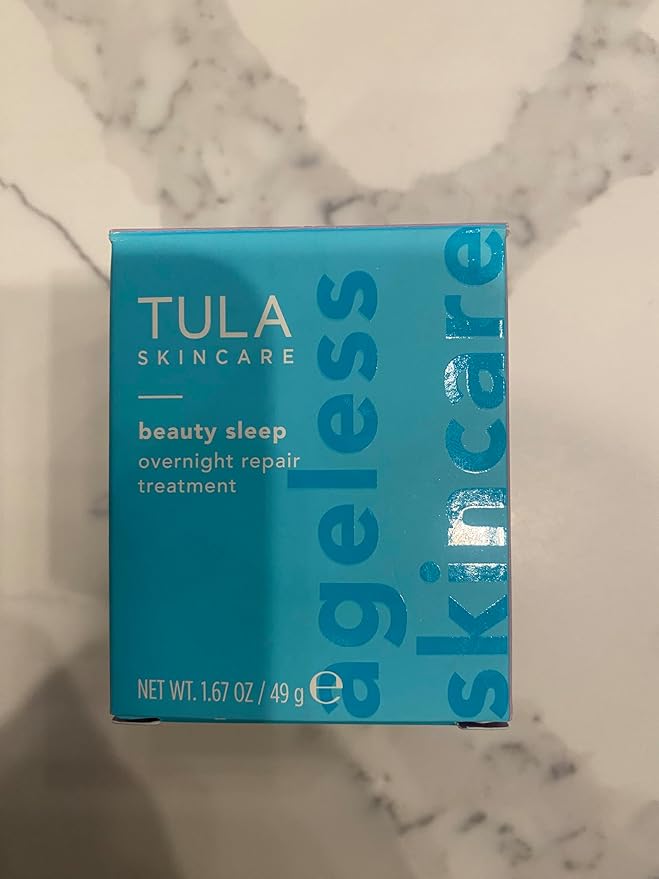 TULA
SKINCARE
beauty sleep
overnight repair
treatment
NET WT. 1.67 OZ / 49 g ℮
ageless
skincare